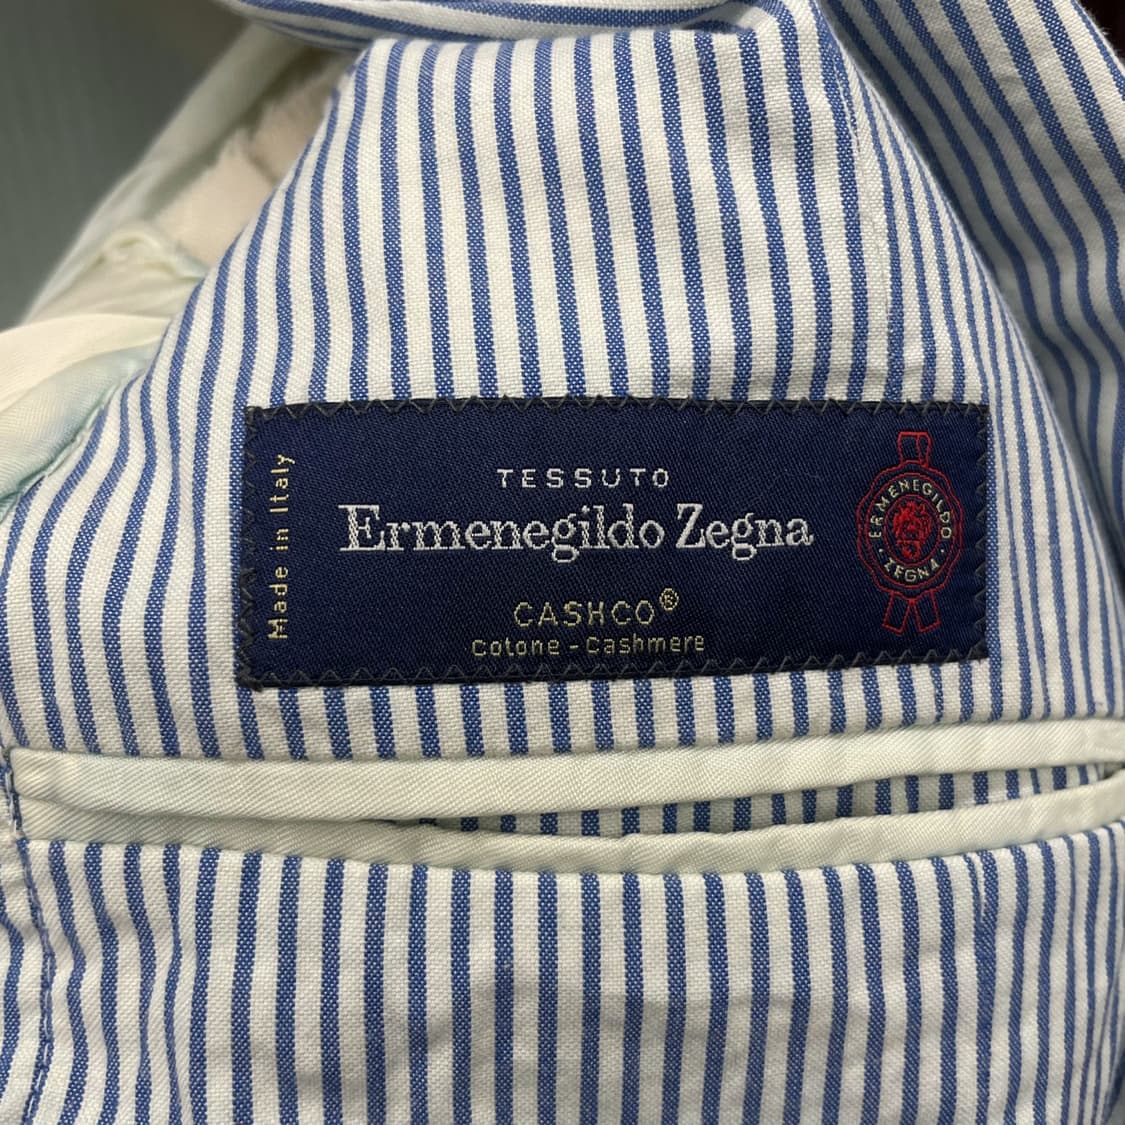 Made in Italy
TESSUTO
Ermenegildo Zegna
CASHCO®
Cotone - Cashmere
ERMENEGILDO
· ZEGNA ·